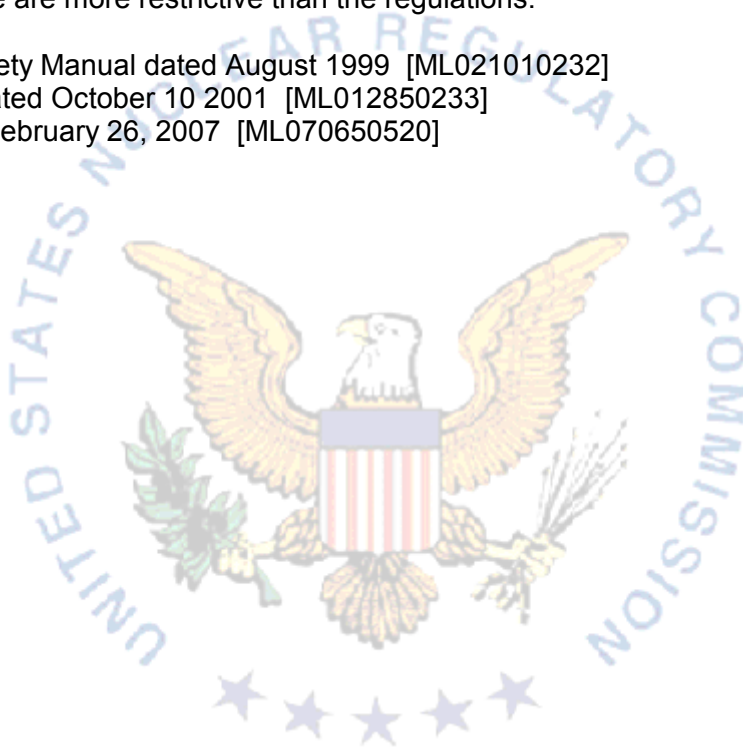 are more restrictive than the regulations.
ety Manual dated August 1999 [ML021010232]
ated October 10 2001 [ML012850233]
ebruary 26, 2007 [ML070650520]
UNITED STATES NUCLEAR REGULATORY COMMISSION